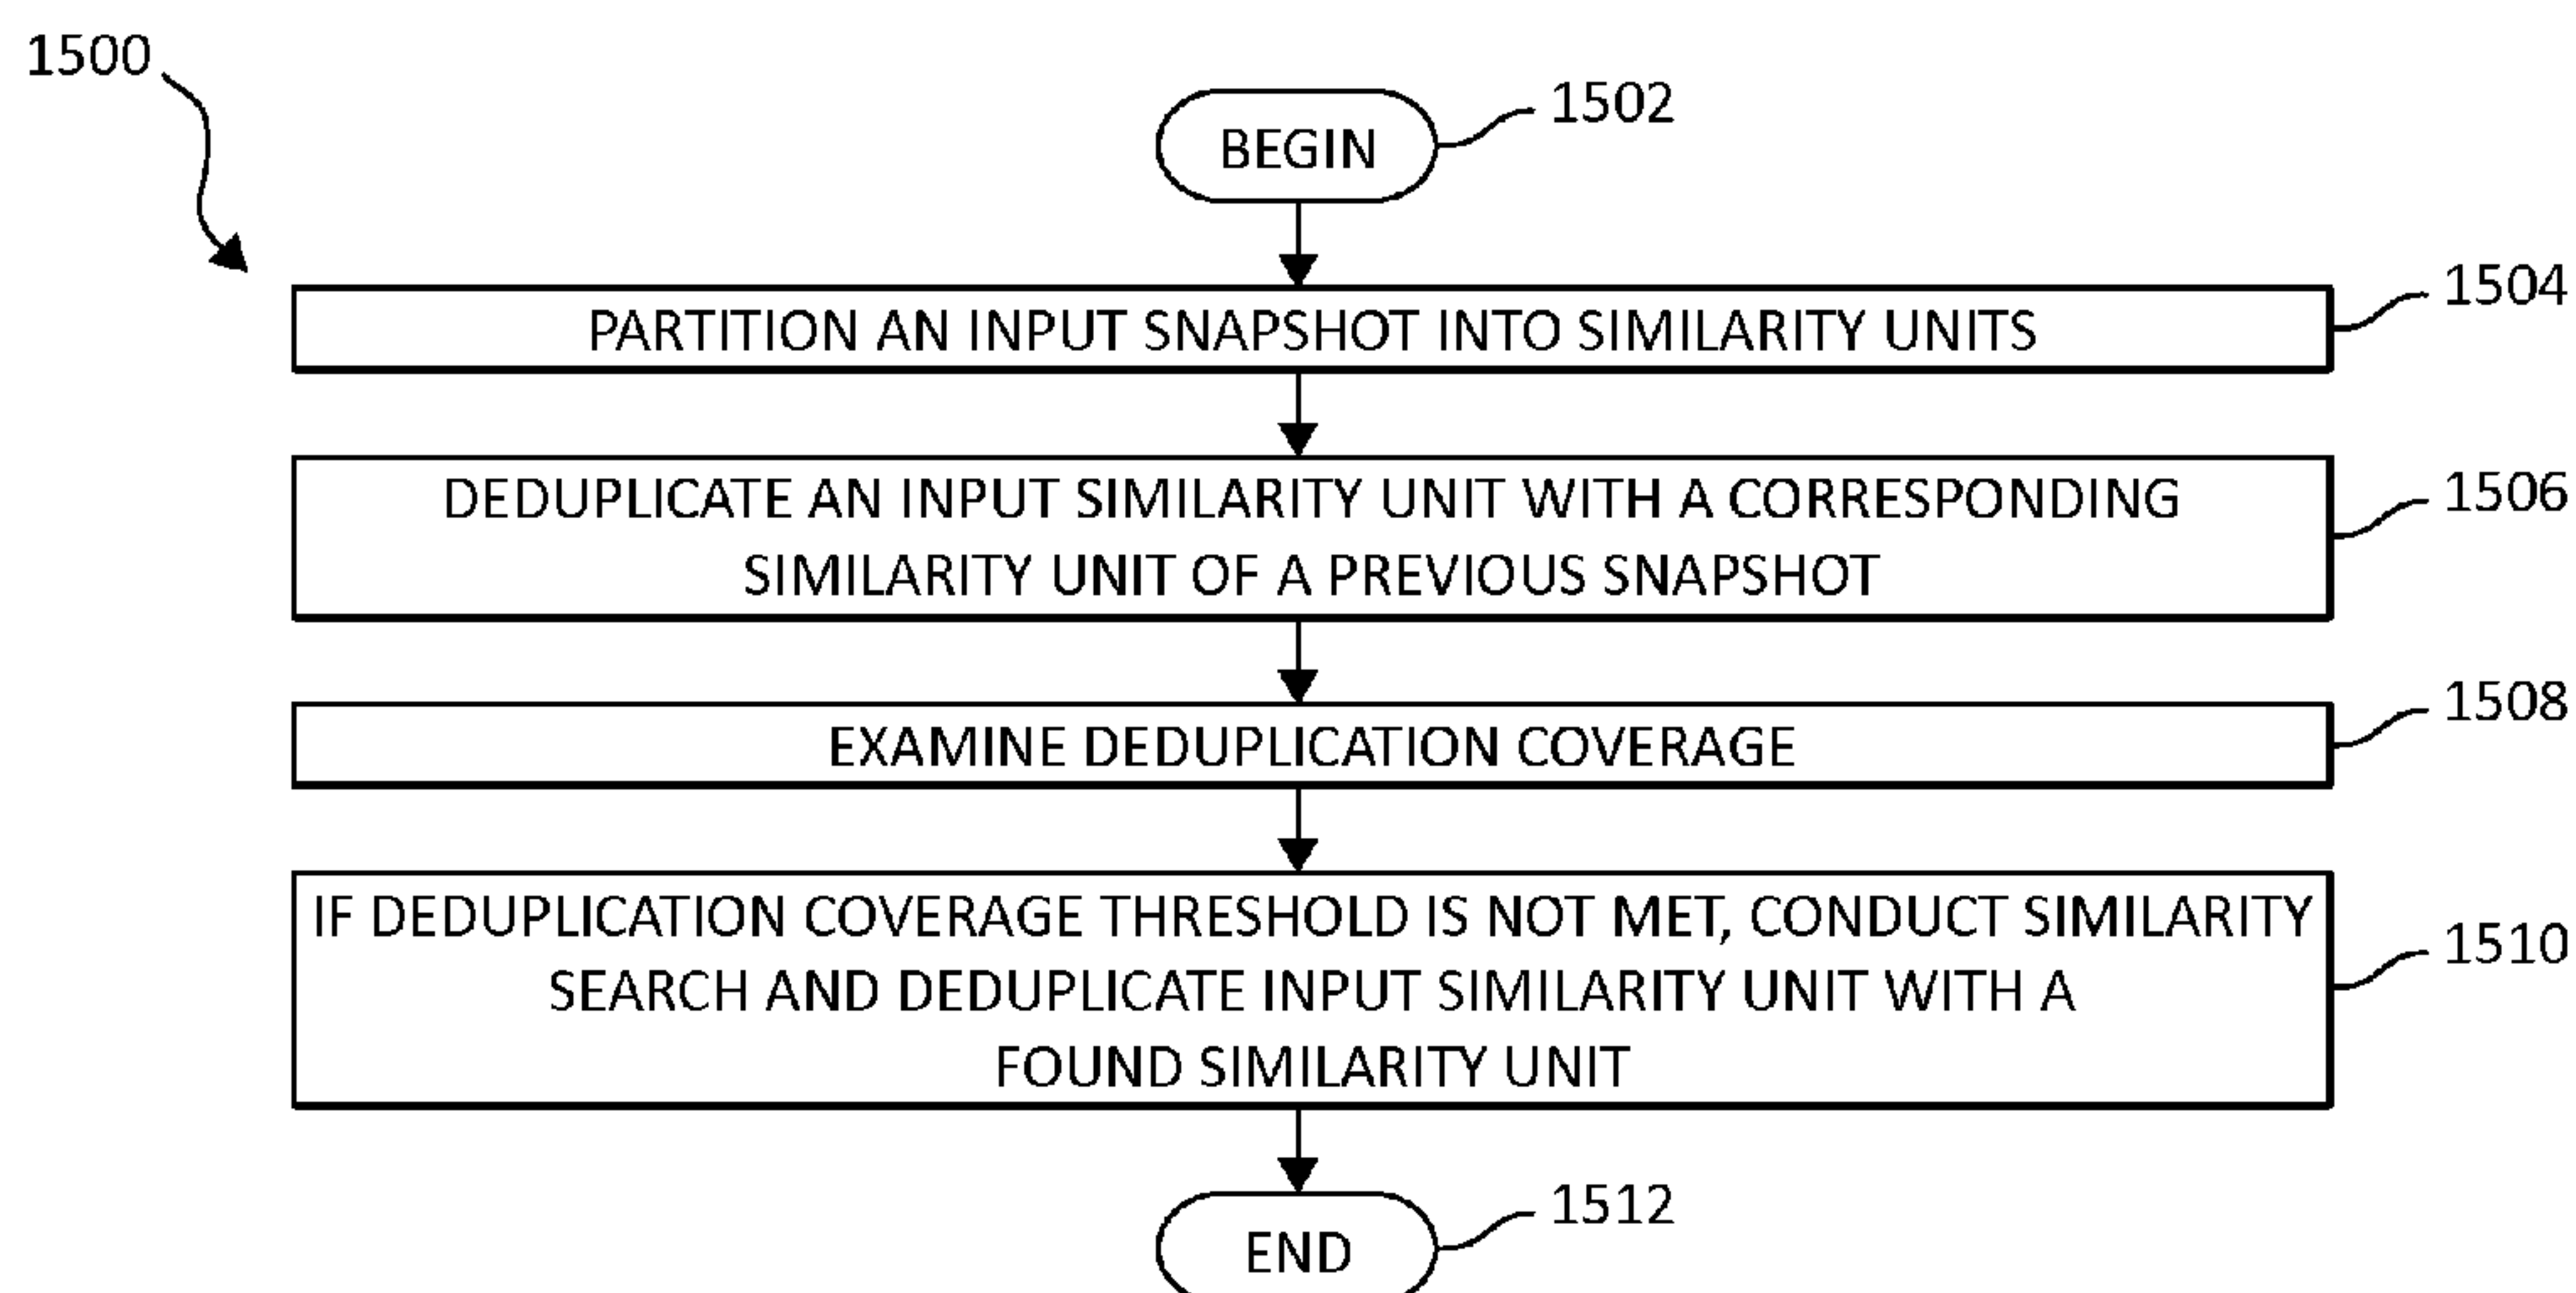 1500
BEGIN
1502
PARTITION AN INPUT SNAPSHOT INTO SIMILARITY UNITS
1504
DEDUPLICATE AN INPUT SIMILARITY UNIT WITH A CORRESPONDING
SIMILARITY UNIT OF A PREVIOUS SNAPSHOT
1506
EXAMINE DEDUPLICATION COVERAGE
1508
IF DEDUPLICATION COVERAGE THRESHOLD IS NOT MET, CONDUCT SIMILARITY
SEARCH AND DEDUPLICATE INPUT SIMILARITY UNIT WITH A
FOUND SIMILARITY UNIT
1510
END
1512